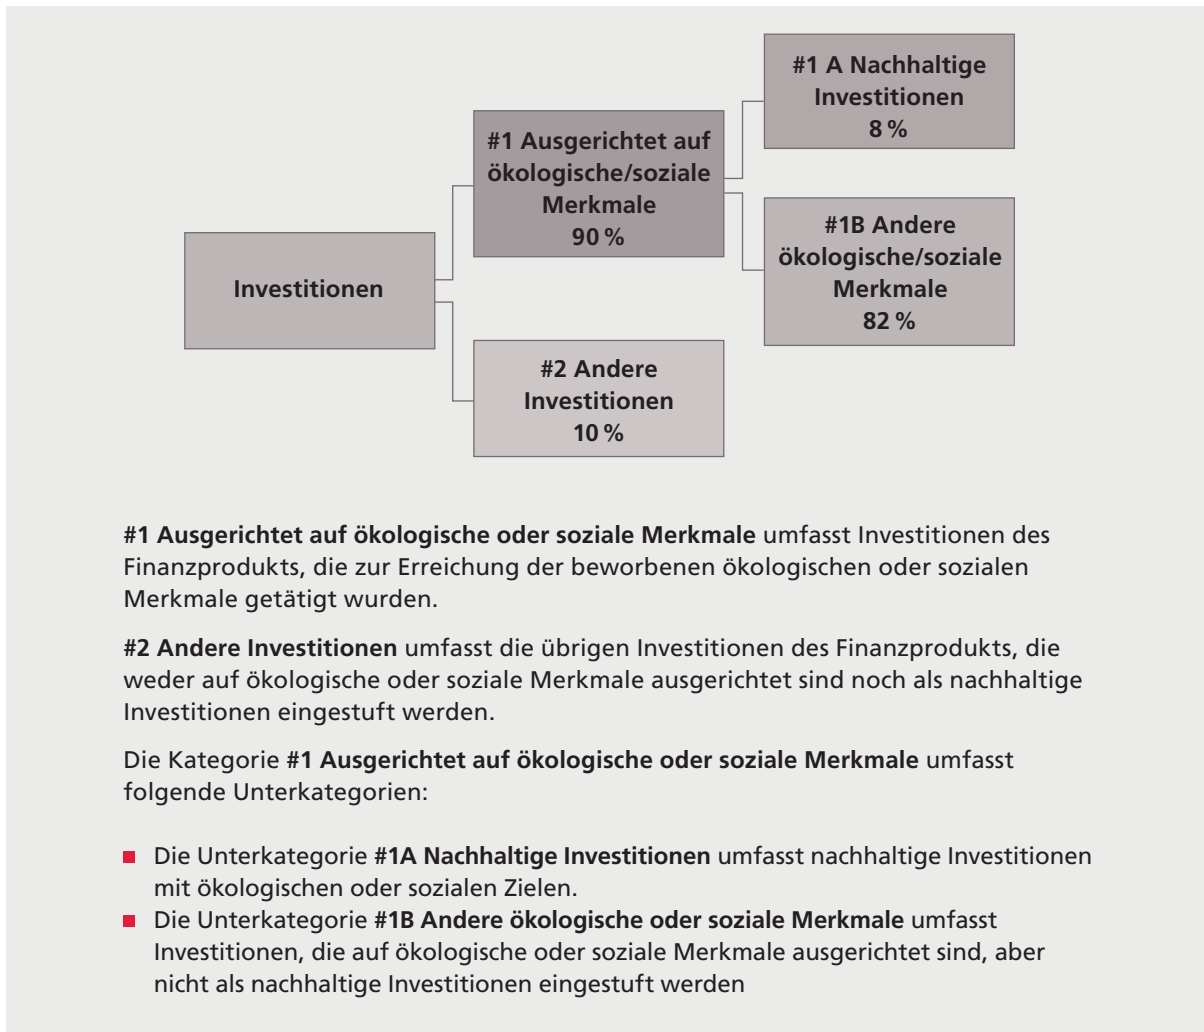 #1 A Nachhaltige
Investitionen
8 %
#1 Ausgerichtet auf
ökologische/soziale
Merkmale
90 %
#1B Andere
ökologische/soziale
Merkmale
82 %
Investitionen
#2 Andere
Investitionen
10 %
#1 Ausgerichtet auf ökologische oder soziale Merkmale umfasst Investitionen des
Finanzprodukts, die zur Erreichung der beworbenen ökologischen oder sozialen
Merkmale getätigt wurden.
#2 Andere Investitionen umfasst die übrigen Investitionen des Finanzprodukts, die
weder auf ökologische oder soziale Merkmale ausgerichtet sind noch als nachhaltige
Investitionen eingestuft werden.
Die Kategorie #1 Ausgerichtet auf ökologische oder soziale Merkmale umfasst
folgende Unterkategorien:
Die Unterkategorie #1A Nachhaltige Investitionen umfasst nachhaltige Investitionen
mit ökologischen oder sozialen Zielen.
Die Unterkategorie #1B Andere ökologische oder soziale Merkmale umfasst
Investitionen, die auf ökologische oder soziale Merkmale ausgerichtet sind, aber
nicht als nachhaltige Investitionen eingestuft werden